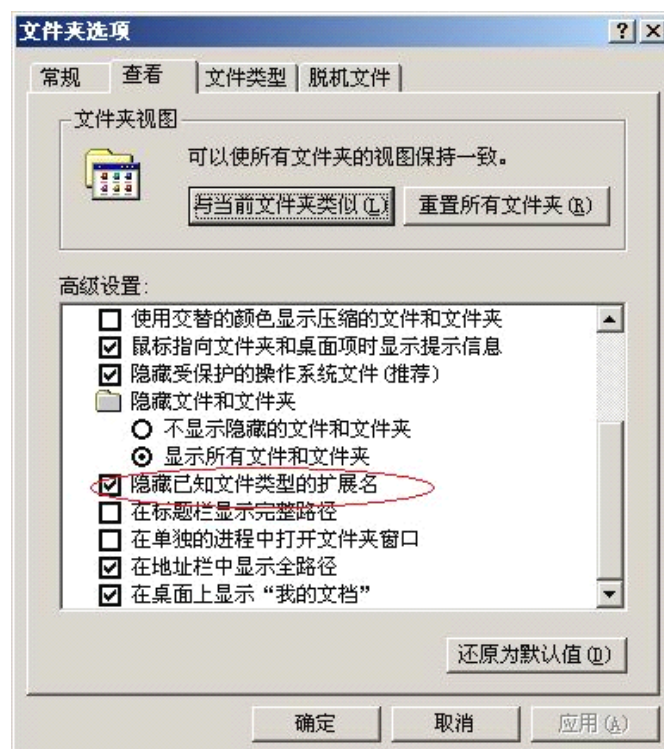 文件夹选项
常规 查看 文件类型 脱机文件
文件夹视图
可以使所有文件夹的视图保持一致。
与当前文件夹类似(L) 重置所有文件夹(R)
高级设置:
使用交替的颜色显示压缩的文件和文件夹
鼠标指向文件夹和桌面项时显示提示信息
隐藏受保护的操作系统文件(推荐)
隐藏文件和文件夹
不显示隐藏的文件和文件夹
显示所有文件和文件夹
隐藏已知文件类型的扩展名
在标题栏显示完整路径
在单独的进程中打开文件夹窗口
在地址栏中显示全路径
在桌面上显示“我的文档”
还原为默认值(D)
确定 取消 应用(A)